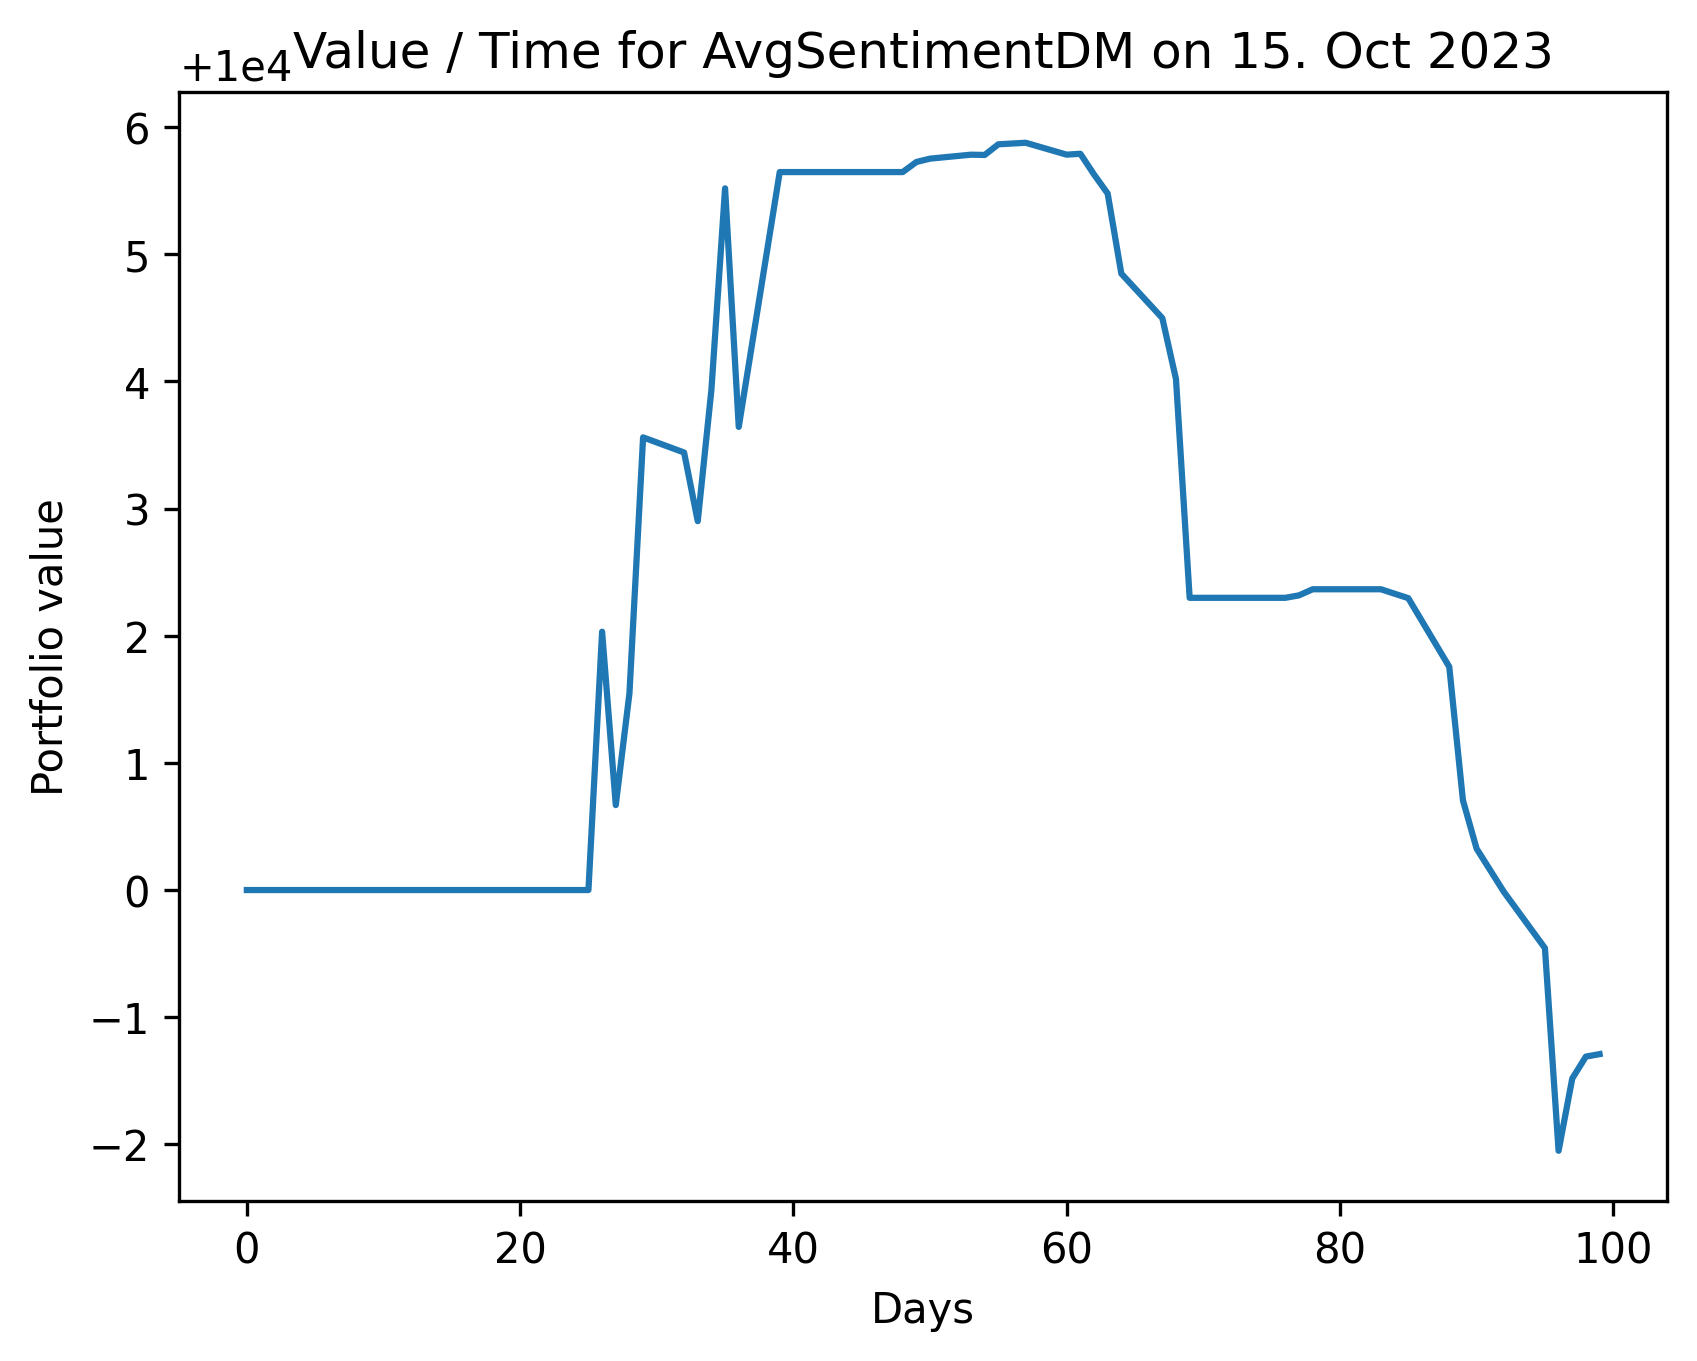 Value / Time for AvgSentimentDM on 15. Oct 2023
+1e4
6
5
4
3
2
1
0
−1
−2
Portfolio value
0 20 40 60 80 100
Days